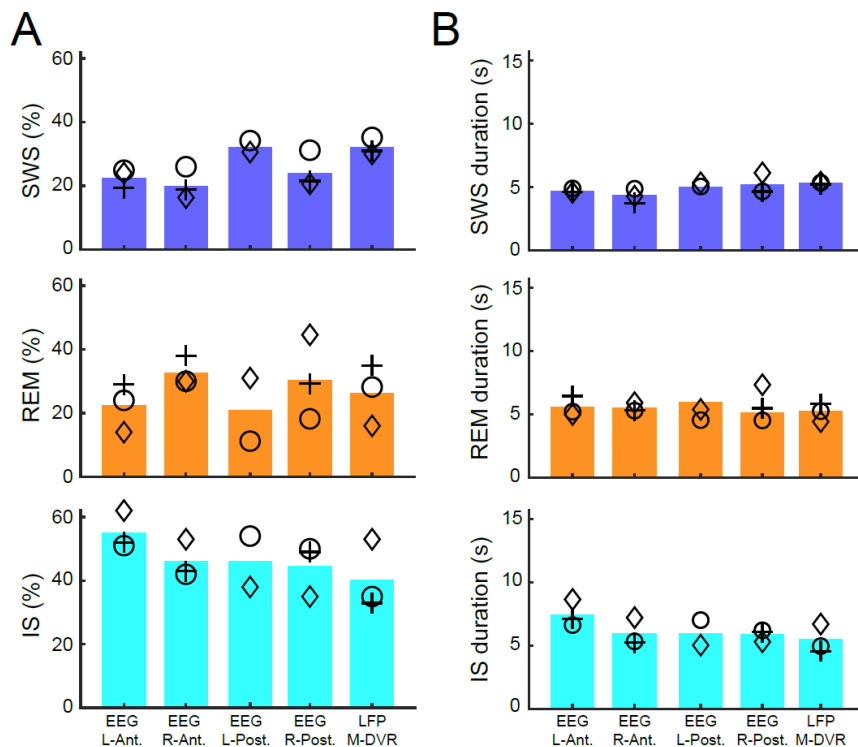 A
B
SWS (%)
60
40
20
0
SWS duration (s)
15
10
5
0
REM (%)
60
40
20
0
REM duration (s)
15
10
5
0
IS (%)
60
40
20
0
IS duration (s)
15
10
5
0
EEG L-Ant.
EEG R-Ant.
EEG L-Post.
EEG R-Post.
LFP M-DVR
EEG L-Ant.
EEG R-Ant.
EEG L-Post.
EEG R-Post.
LFP M-DVR